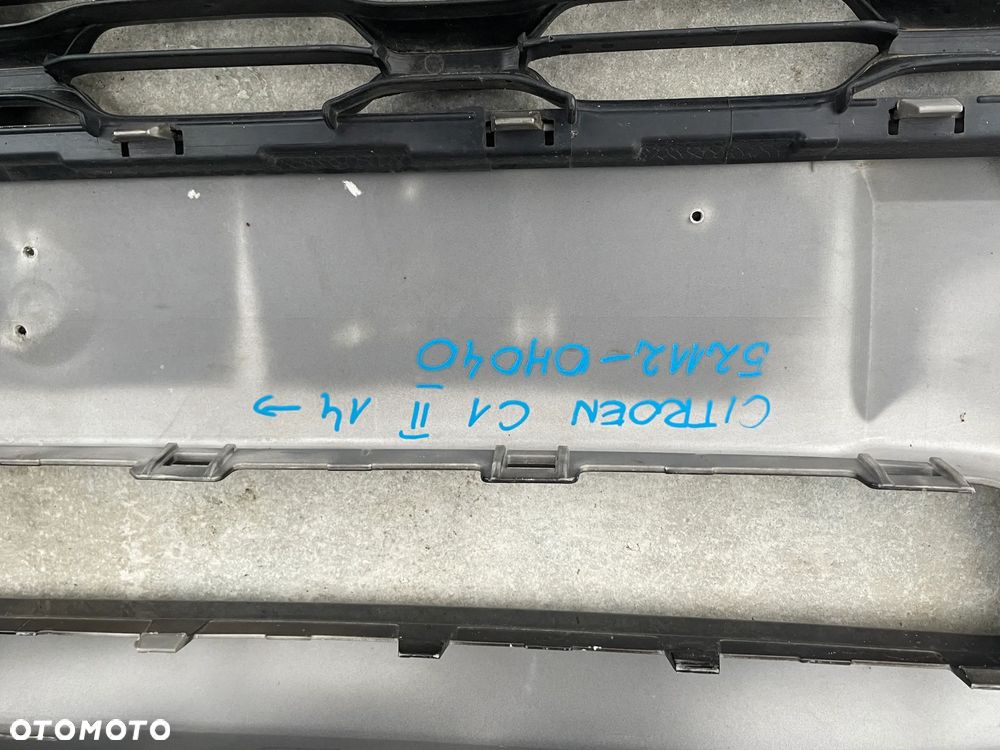 CITROEN C1 II 14 →
52112-0H040
OTOMOTO